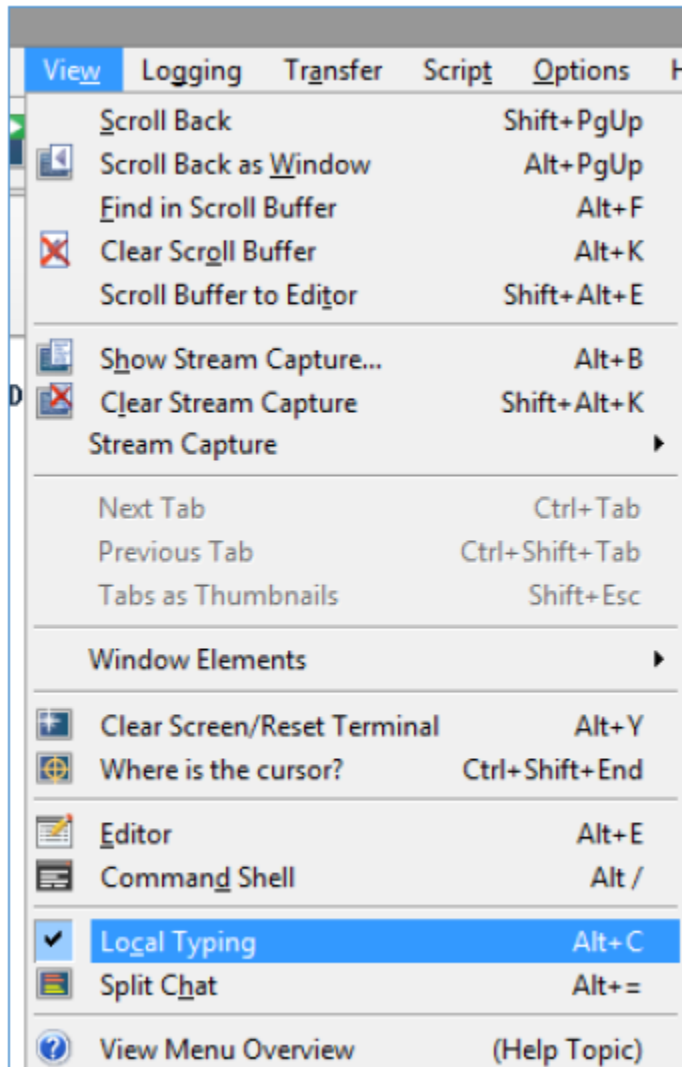 View Logging Transfer Script Options H
Scroll Back Shift+PgUp
Scroll Back as Window Alt+PgUp
Find in Scroll Buffer Alt+F
Clear Scroll Buffer Alt+K
Scroll Buffer to Editor Shift+Alt+E
Show Stream Capture... Alt+B
D
Clear Stream Capture Shift+Alt+K
Stream Capture
Next Tab Ctrl+Tab
Previous Tab Ctrl+Shift+Tab
Tabs as Thumbnails Shift+Esc
Window Elements
Clear Screen/Reset Terminal Alt+Y
Where is the cursor? Ctrl+Shift+End
Editor Alt+E
Command Shell Alt /
Local Typing Alt+C
Split Chat Alt+=
View Menu Overview (Help Topic)